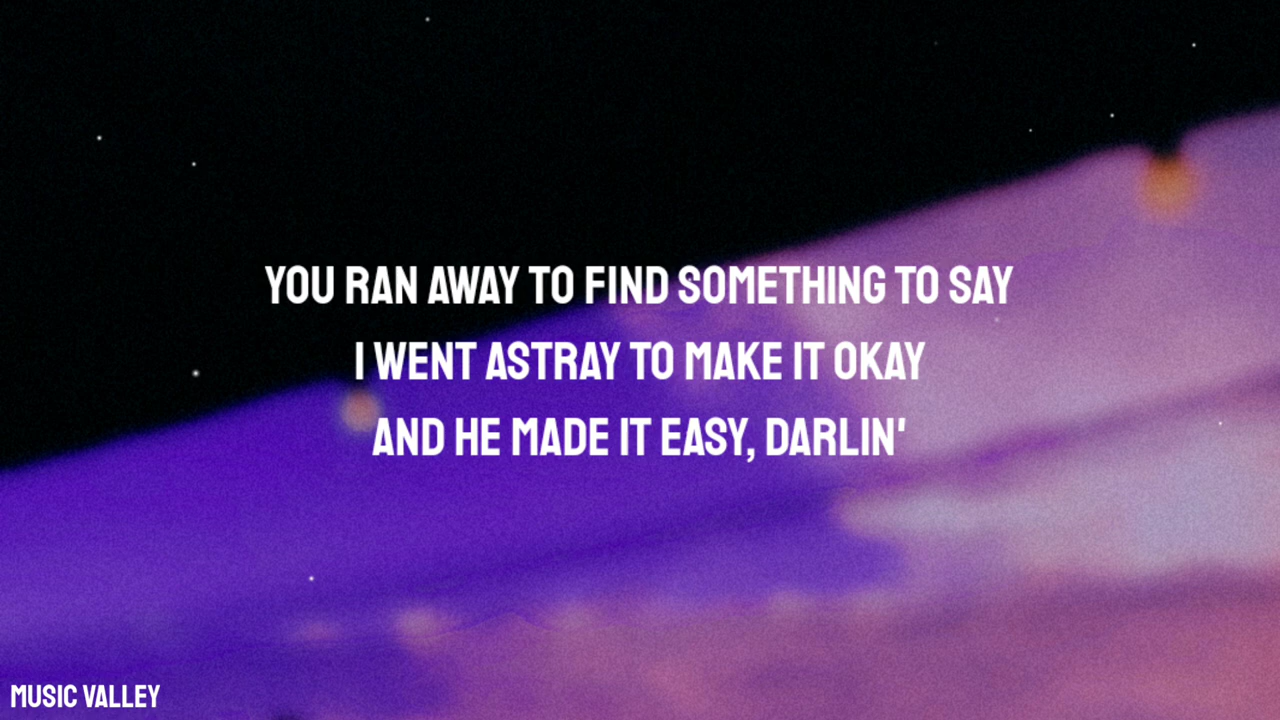 YOU RAN AWAY TO FIND SOMETHING TO SAY
I WENT ASTRAY TO MAKE IT OKAY
AND HE MADE IT EASY, DARLIN'
MUSIC VALLEY